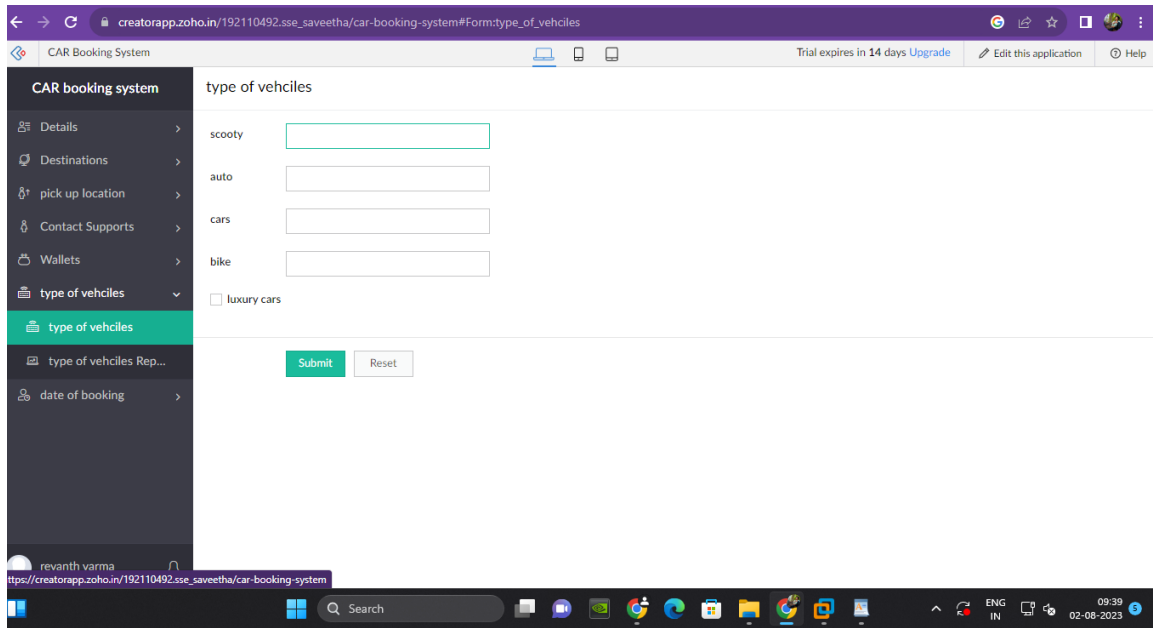 creatorapp.zoho.in/192110492.sse_saveetha/car-booking-system#Form:type_of_vehciles
CAR Booking System
Trial expires in 14 days Upgrade
Edit this application
Help
CAR booking system
type of vehciles
Details
Destinations
pick up location
Contact Supports
Wallets
type of vehciles
type of vehciles
type of vehciles Rep...
date of booking
scooty
auto
cars
bike
luxury cars
Submit Reset
revanth varma
ttps://creatorapp.zoho.in/192110492.sse_saveetha/car-booking-system
Search
ENG
IN
09:39
02-08-2023
5